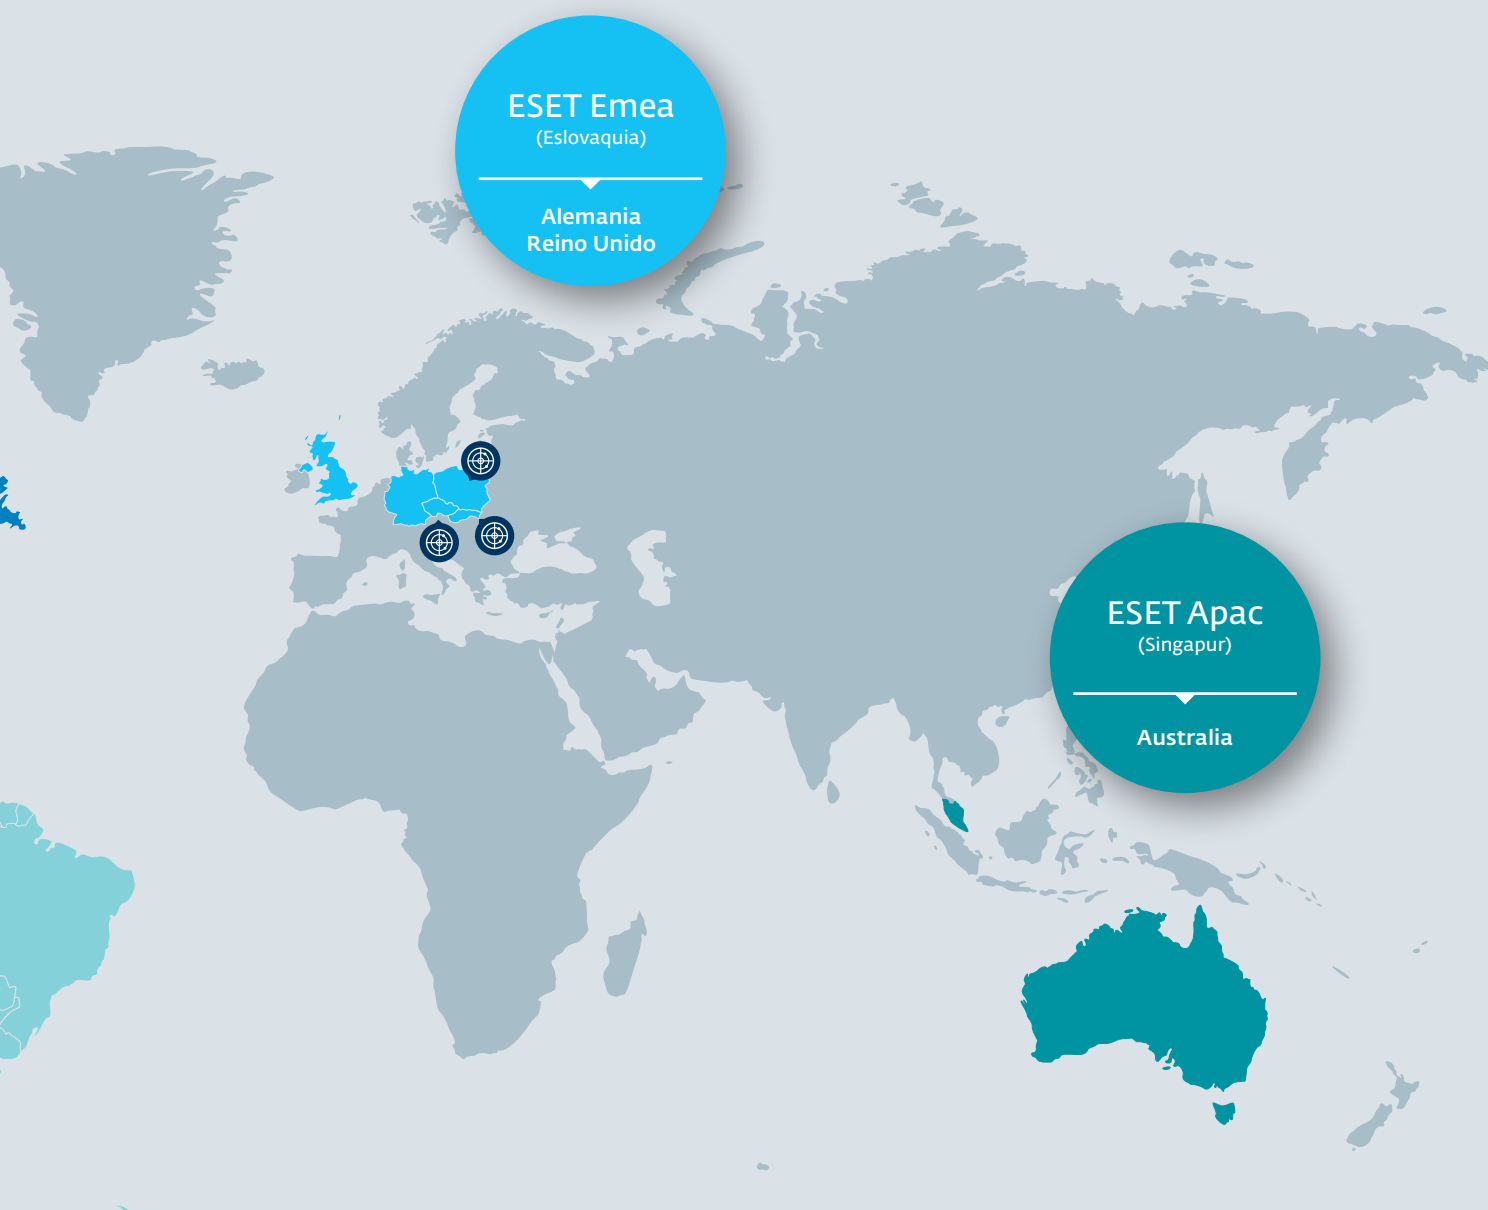 ESET Emea
(Eslovaquia)
Alemania
Reino Unido
ESET Apac
(Singapur)
Australia